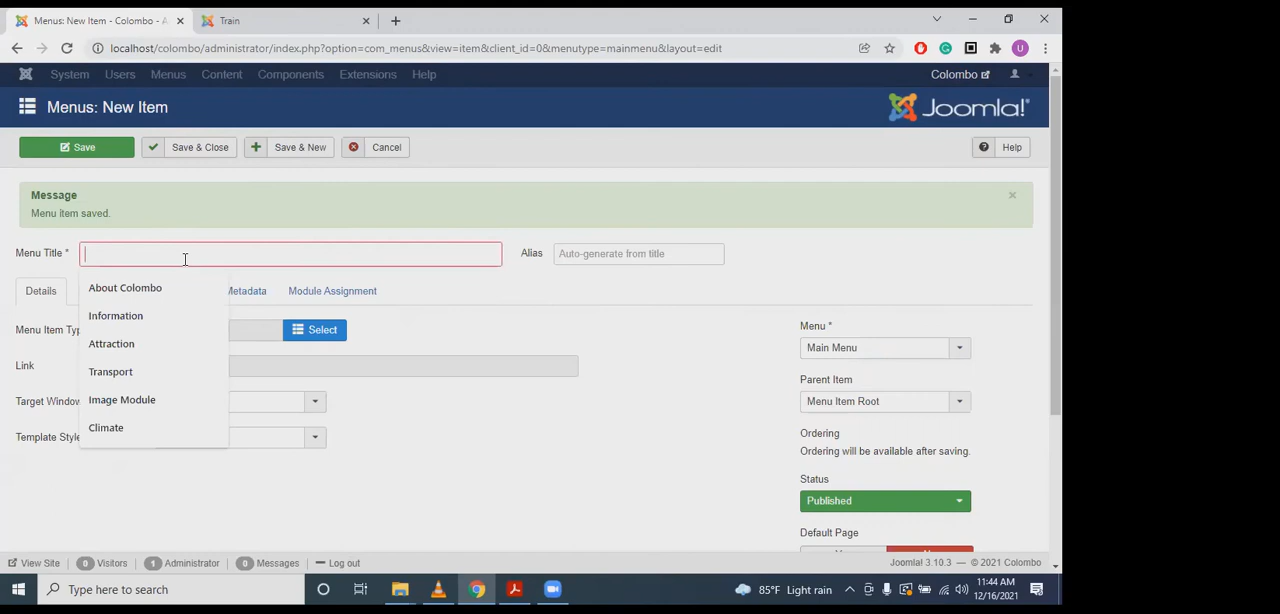 Menus: New Item - Colombo - A
Train
localhost/colombo/administrator/index.php?option=com_menus&view=item&client_id=0&menutype=mainmenu&layout=edit
System Users Menus Content Components Extensions Help
Colombo
Menus: New Item
Joomla!
Save
Save & Close
Save & New
Cancel
Help
Message
Menu item saved.
Menu Title *
Alias
Auto-generate from title
About Colombo
Information
Attraction
Transport
Image Module
Climate
Details
Metadata
Module Assignment
Menu Item Typ
Select
Link
Target Window
Template Style
Menu *
Main Menu
Parent Item
Menu Item Root
Ordering
Ordering will be available after saving.
Status
Published
Default Page
View Site
0 Visitors
1 Administrator
0 Messages
Log out
Joomla! 3.10.3 — © 2021 Colombo
Type here to search
85°F Light rain
11:44 AM
12/16/2021